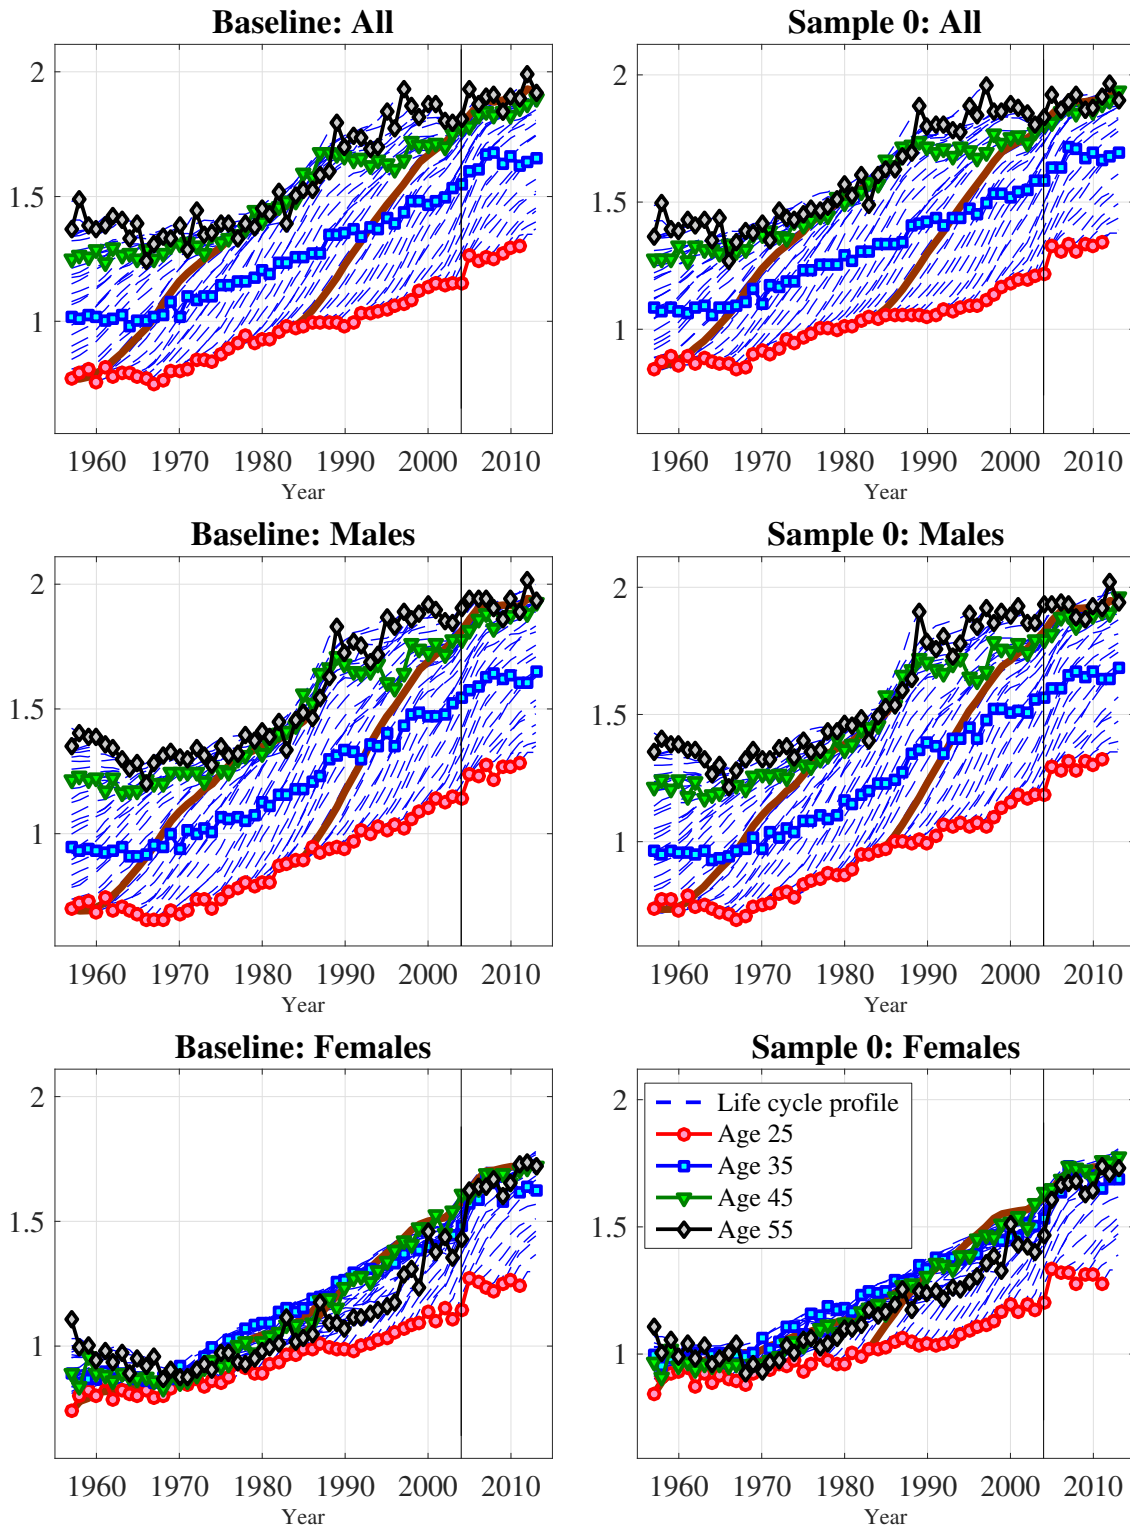 Baseline: All
2
1.5
1
1960 1970 1980 1990 2000 2010
Year
Sample 0: All
2
1.5
1
1960 1970 1980 1990 2000 2010
Year
Baseline: Males
2
1.5
1
1960 1970 1980 1990 2000 2010
Year
Sample 0: Males
2
1.5
1
1960 1970 1980 1990 2000 2010
Year
Baseline: Females
2
1.5
1
1960 1970 1980 1990 2000 2010
Year
Sample 0: Females
2
1.5
1
Life cycle profile
Age 25
Age 35
Age 45
Age 55
1960 1970 1980 1990 2000 2010
Year